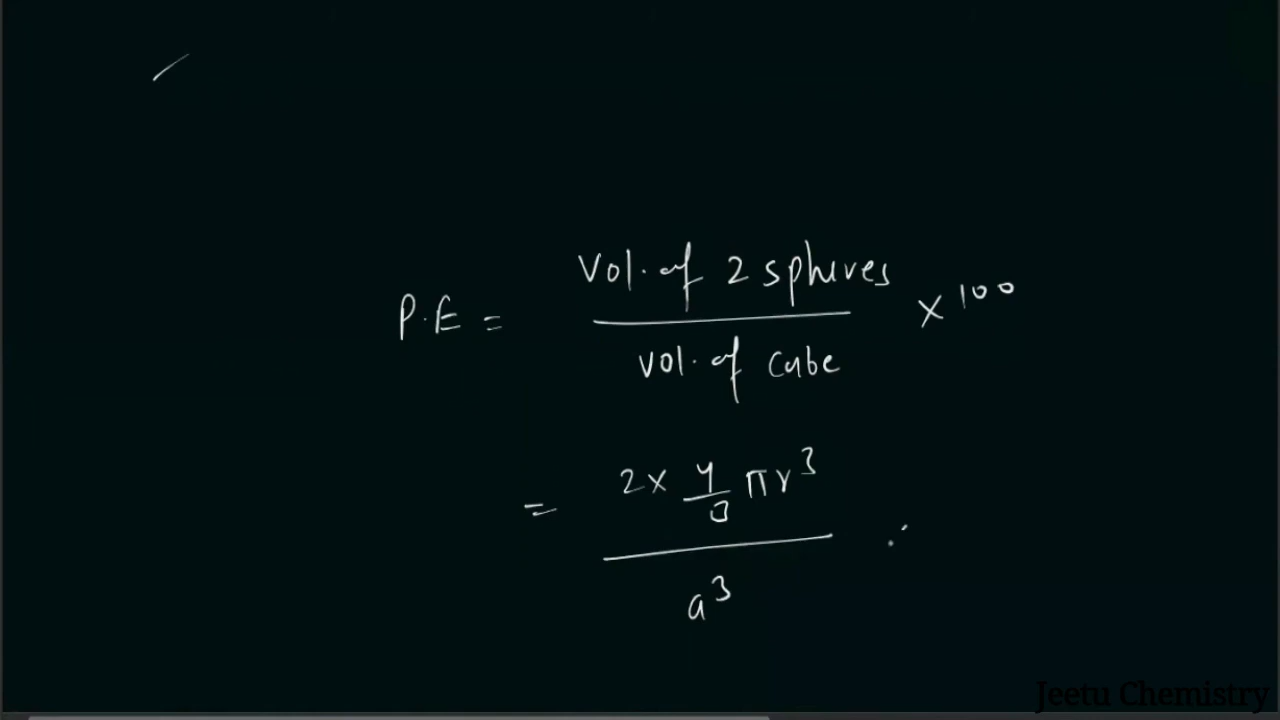 P.E = Vol. of 2 spheres / Vol. of Cube × 100
= 2 × 4/3 πr³ / a³
Jeetu Chemistry